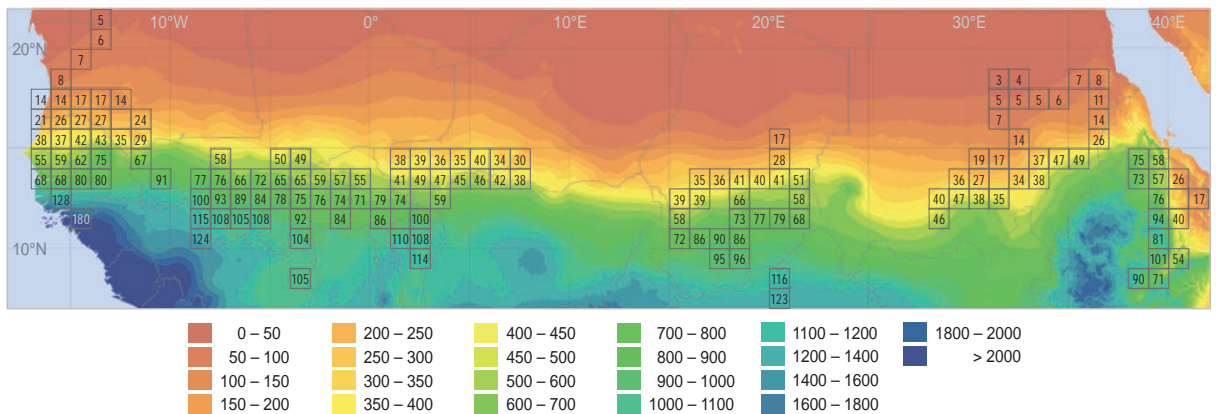 5 10°W 0° 10°E 20°E 30°E 40°E
6
20°N
7
8 3 4 7 8
14 14 17 17 14 5 5 5 6 11
21 26 27 27 24 7 14
38 37 42 43 35 29 17 14 26
55 59 62 75 67 58 50 49 38 39 36 35 40 34 30 28 19 17 37 47 49 75 58
68 68 80 80 91 77 76 66 72 65 65 59 57 55 41 49 47 45 46 42 38 35 36 41 40 41 51 36 27 34 38 73 57 26
128 100 93 89 84 78 75 76 74 71 79 74 59 39 39 66 58 40 47 38 35 76 17
180 115 108 105 108 92 84 86 100 58 73 77 79 68 46 94 40
10°N 124 104 110 108 72 86 90 86 81
114 95 96 101 54
105 116 90 71
123
0 – 50 200 – 250 400 – 450 700 – 800 1100 – 1200 1800 – 2000
50 – 100 250 – 300 450 – 500 800 – 900 1200 – 1400 > 2000
100 – 150 300 – 350 500 – 600 900 – 1000 1400 – 1600
150 – 200 350 – 400 600 – 700 1000 – 1100 1600 – 1800